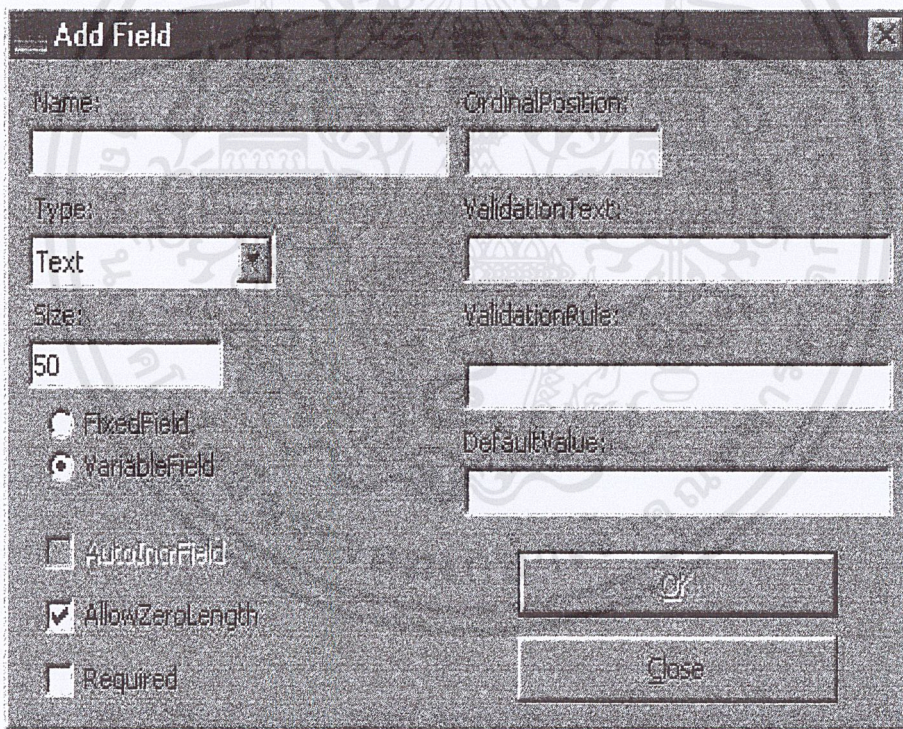 Add Field
Name:
OrdinalPosition:
Type:
ValidationText:
Text
Size:
ValidationRule:
50
FixedField
VariableField
DefaultValue:
AutoIncrField
AllowZeroLength
OK
Required
Close